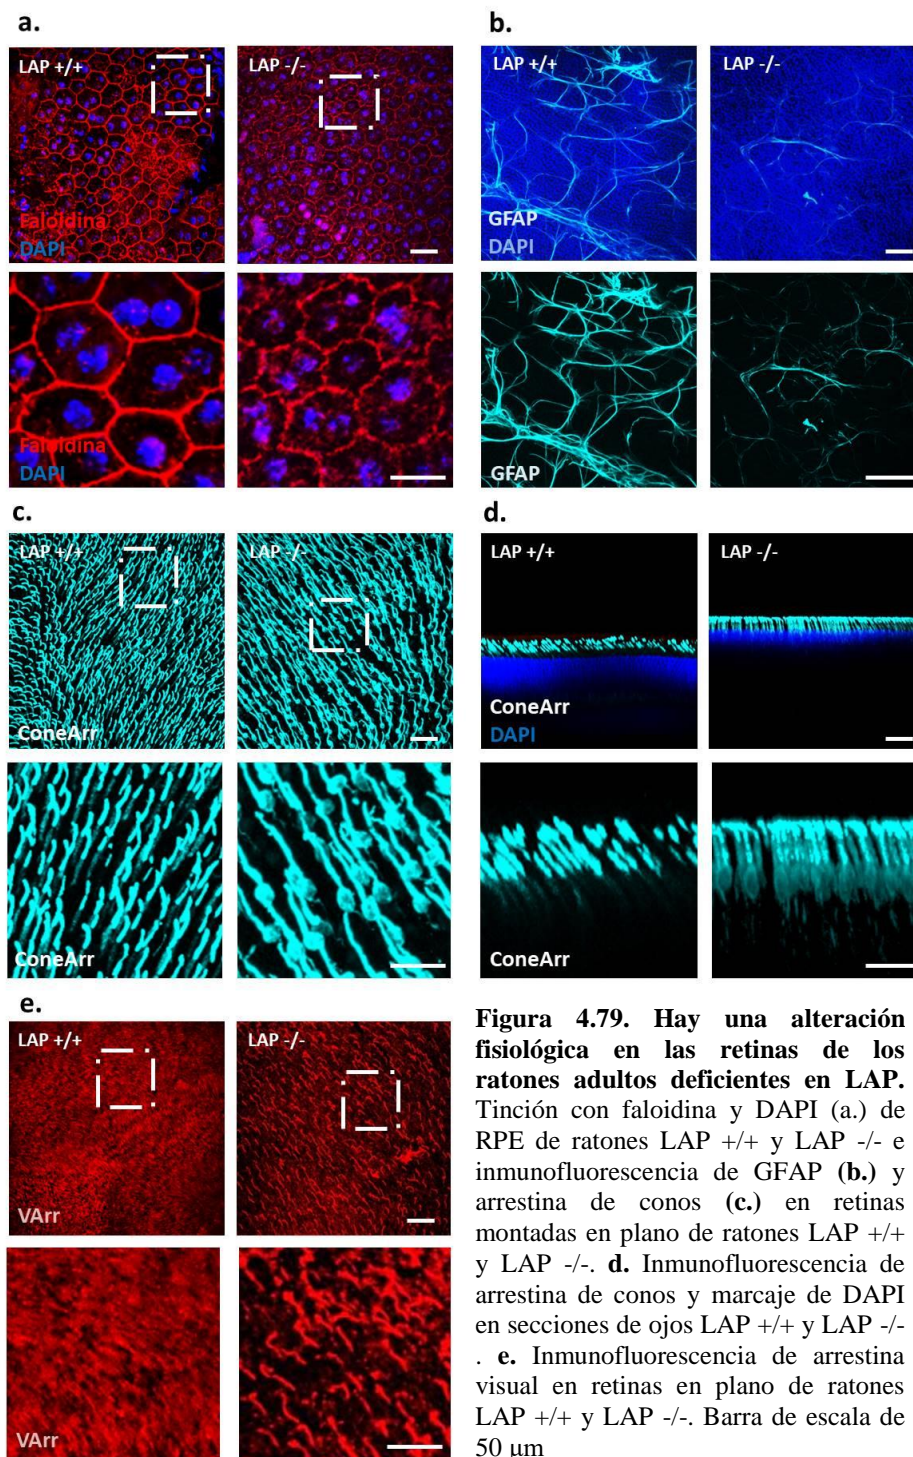 a.
LAP +/+
LAP -/-
Faloidina
DAPI
Faloidina
DAPI
b.
LAP +/+
LAP -/-
GFAP
DAPI
GFAP
c.
LAP +/+
LAP -/-
ConeArr
ConeArr
d.
LAP +/+
LAP -/-
ConeArr
DAPI
ConeArr
e.
LAP +/+
LAP -/-
VArr
VArr
Figura 4.79. Hay una alteración
fisiológica en las retinas de los
ratones adultos deficientes en LAP.
Tinción con faloidina y DAPI (a.) de
RPE de ratones LAP +/+ y LAP -/- e
inmunofluorescencia de GFAP (b.) y
arrestina de conos (c.) en retinas
montadas en plano de ratones LAP +/+
y LAP -/-. d. Inmunofluorescencia de
arrestina de conos y marcaje de DAPI
en secciones de ojos LAP +/+ y LAP -/-
. e. Inmunofluorescencia de arrestina
visual en retinas en plano de ratones
LAP +/+ y LAP -/-. Barra de escala de
50 μm